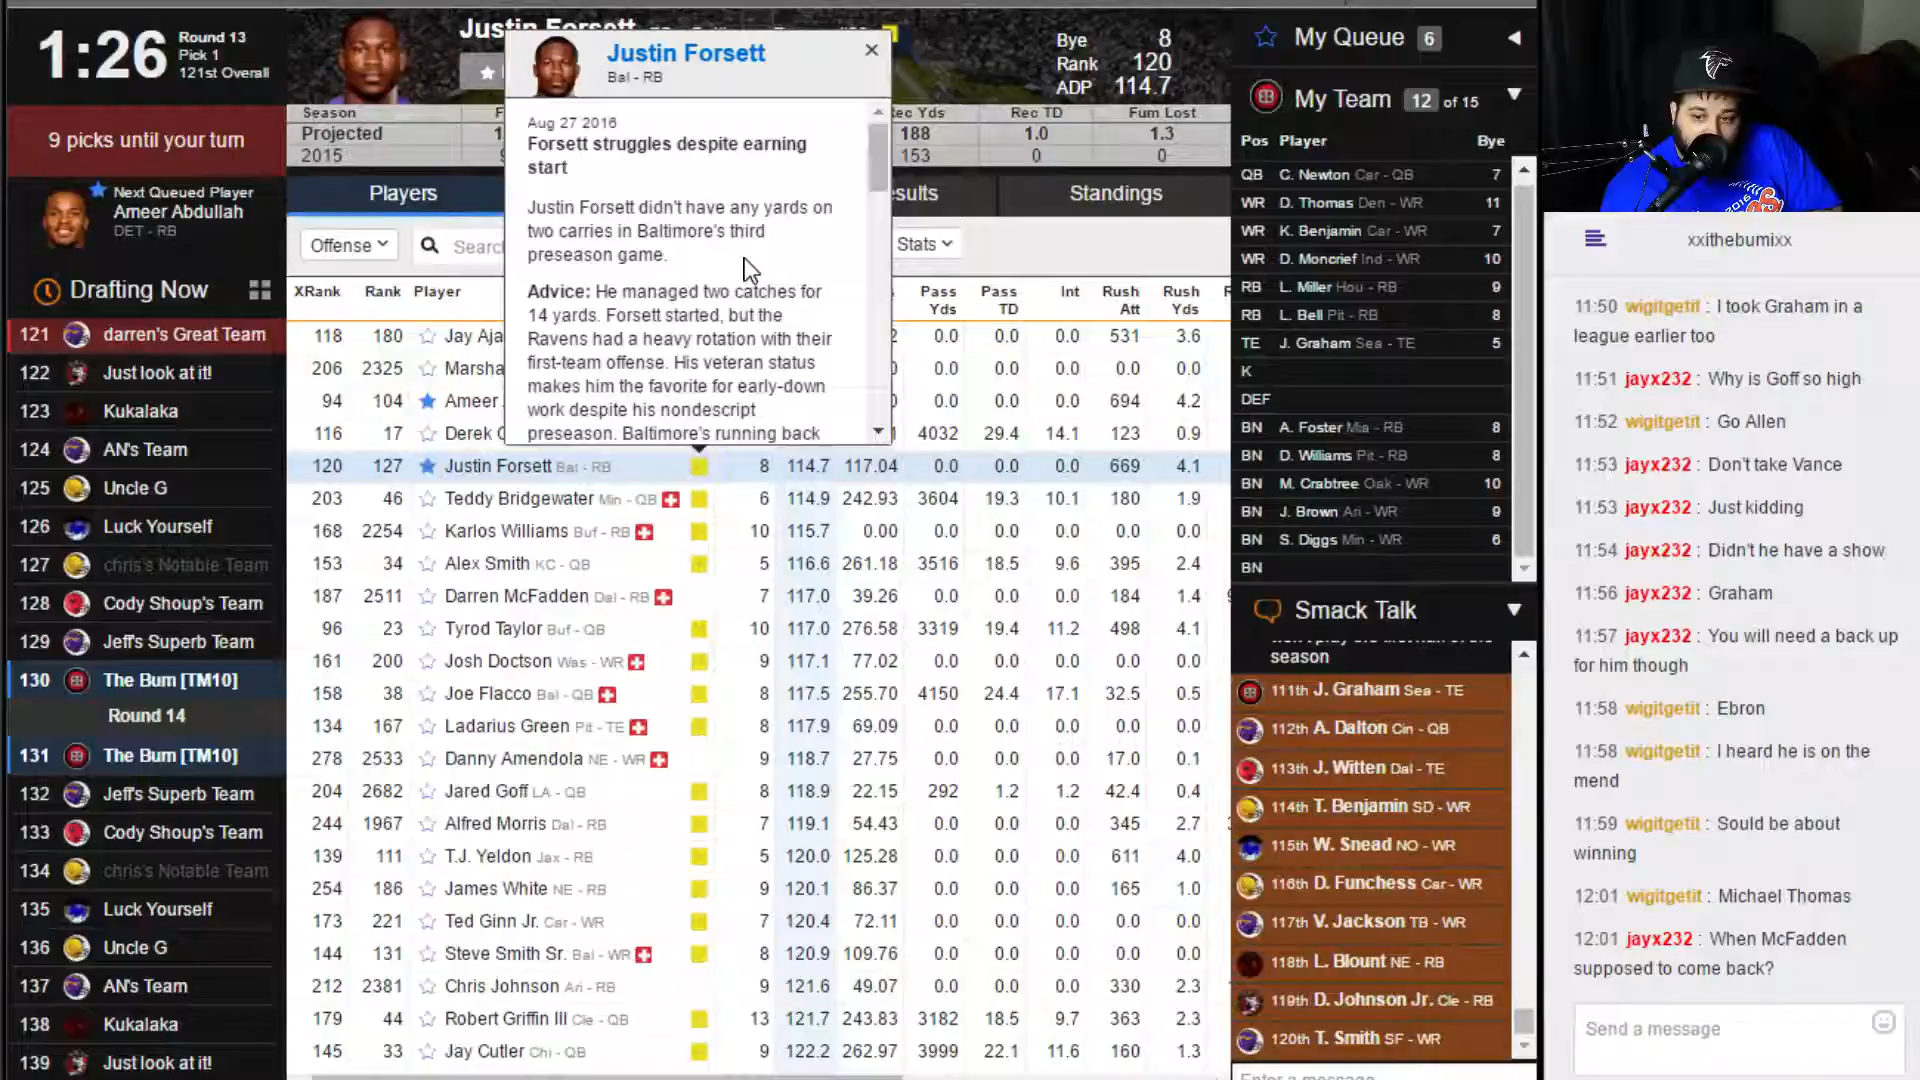 1:26
Round 13
Pick 1
121st Overall
9 picks until your turn
Next Queued Player
Ameer Abdullah
DET - RB
Drafting Now
121 darren's Great Team
122 Just look at it!
123 Kukalaka
124 AN's Team
125 Uncle G
126 Luck Yourself
127 chris's Notable Team
128 Cody Shoup's Team
129 Jeff's Superb Team
130 The Bum [TM10]
Round 14
131 The Bum [TM10]
132 Jeff's Superb Team
133 Cody Shoup's Team
134 chris's Notable Team
135 Luck Yourself
136 Uncle G
137 AN's Team
138 Kukalaka
139 Just look at it!
Justin Forsett
Bye 8
Rank 120
ADP 114.7
Season Rec Yds Rec TD Fum Lost
Projected 188 1.0 1.3
2015 153 0 0
Players Standings
Offense Stats
Justin Forsett
Bal - RB
Aug 27 2016
Forsett struggles despite earning
start
Justin Forsett didn't have any yards on
two carries in Baltimore's third
preseason game.
Advice: He managed two catches for
14 yards. Forsett started, but the
Ravens had a heavy rotation with their
first-team offense. His veteran status
makes him the favorite for early-down
work despite his nondescript
preseason. Baltimore's running back
XRank Rank Player Pass Yds Pass TD Int Rush Att Rush Yds
118 180 Jay Aja 0.0 0.0 0.0 531 3.6
206 2325 Marsha 0.0 0.0 0.0 0.0 0.0
94 104 Ameer 0.0 0.0 0.0 694 4.2
116 17 Derek C 4032 29.4 14.1 123 0.9
120 127 Justin Forsett Bal - RB 8 114.7 117.04 0.0 0.0 0.0 669 4.1
203 46 Teddy Bridgewater Min - QB 6 114.9 242.93 3604 19.3 10.1 180 1.9
168 2254 Karlos Williams Buf - RB 10 115.7 0.00 0.0 0.0 0.0 0.0 0.0
153 34 Alex Smith KC - QB 5 116.6 261.18 3516 18.5 9.6 395 2.4
187 2511 Darren McFadden Dal - RB 7 117.0 39.26 0.0 0.0 0.0 184 1.4
96 23 Tyrod Taylor Buf - QB 10 117.0 276.58 3319 19.4 11.2 498 4.1
161 200 Josh Doctson Was - WR 9 117.1 77.02 0.0 0.0 0.0 0.0 0.0
158 38 Joe Flacco Bal - QB 8 117.5 255.70 4150 24.4 17.1 32.5 0.5
134 167 Ladarius Green Pit - TE 8 117.9 69.09 0.0 0.0 0.0 0.0 0.0
278 2533 Danny Amendola NE - WR 9 118.7 27.75 0.0 0.0 0.0 17.0 0.1
204 2682 Jared Goff LA - QB 8 118.9 22.15 292 1.2 1.2 42.4 0.4
244 1967 Alfred Morris Dal - RB 7 119.1 54.43 0.0 0.0 0.0 345 2.7
139 111 T.J. Yeldon Jax - RB 5 120.0 125.28 0.0 0.0 0.0 611 4.0
254 186 James White NE - RB 9 120.1 86.37 0.0 0.0 0.0 165 1.0
173 221 Ted Ginn Jr. Car - WR 7 120.4 72.11 0.0 0.0 0.0 0.0 0.0
144 131 Steve Smith Sr. Bal - WR 8 120.9 109.76 0.0 0.0 0.0 0.0 0.0
212 2381 Chris Johnson Ari - RB 9 121.6 49.07 0.0 0.0 0.0 330 2.3
179 44 Robert Griffin III Cle - QB 13 121.7 243.83 3182 18.5 9.7 363 2.3
145 33 Jay Cutler Chi - QB 9 122.2 262.97 3999 22.1 11.6 160 1.3
My Queue 6
My Team 12 of 15
Pos Player Bye
QB C. Newton Car - QB 7
WR D. Thomas Den - WR 11
WR K. Benjamin Car - WR 7
WR D. Moncrief Ind - WR 10
RB L. Miller Hou - RB 9
RB L. Bell Pit - RB 8
TE J. Graham Sea - TE 5
K
DEF
BN A. Foster Mia - RB 8
BN D. Williams Pit - RB 8
BN M. Crabtree Oak - WR 10
BN J. Brown Ari - WR 9
BN S. Diggs Min - WR 6
BN
Smack Talk
season
111th J. Graham Sea - TE
112th A. Dalton Cin - QB
113th J. Witten Dal - TE
114th T. Benjamin SD - WR
115th W. Snead NO - WR
116th D. Funchess Car - WR
117th V. Jackson TB - WR
118th L. Blount NE - RB
119th D. Johnson Jr. Cle - RB
120th T. Smith SF - WR
Enter a message
2016
xxithebumixx
11:50 wigitgetit : I took Graham in a
league earlier too
11:51 jayx232 : Why is Goff so high
11:52 wigitgetit : Go Allen
11:53 jayx232 : Don't take Vance
11:53 jayx232 : Just kidding
11:54 jayx232 : Didn't he have a show
11:56 jayx232 : Graham
11:57 jayx232 : You will need a back up
for him though
11:58 wigitgetit : Ebron
11:58 wigitgetit : I heard he is on the
mend
11:59 wigitgetit : Sould be about
winning
12:01 wigitgetit : Michael Thomas
12:01 jayx232 : When McFadden
supposed to come back?
Send a message